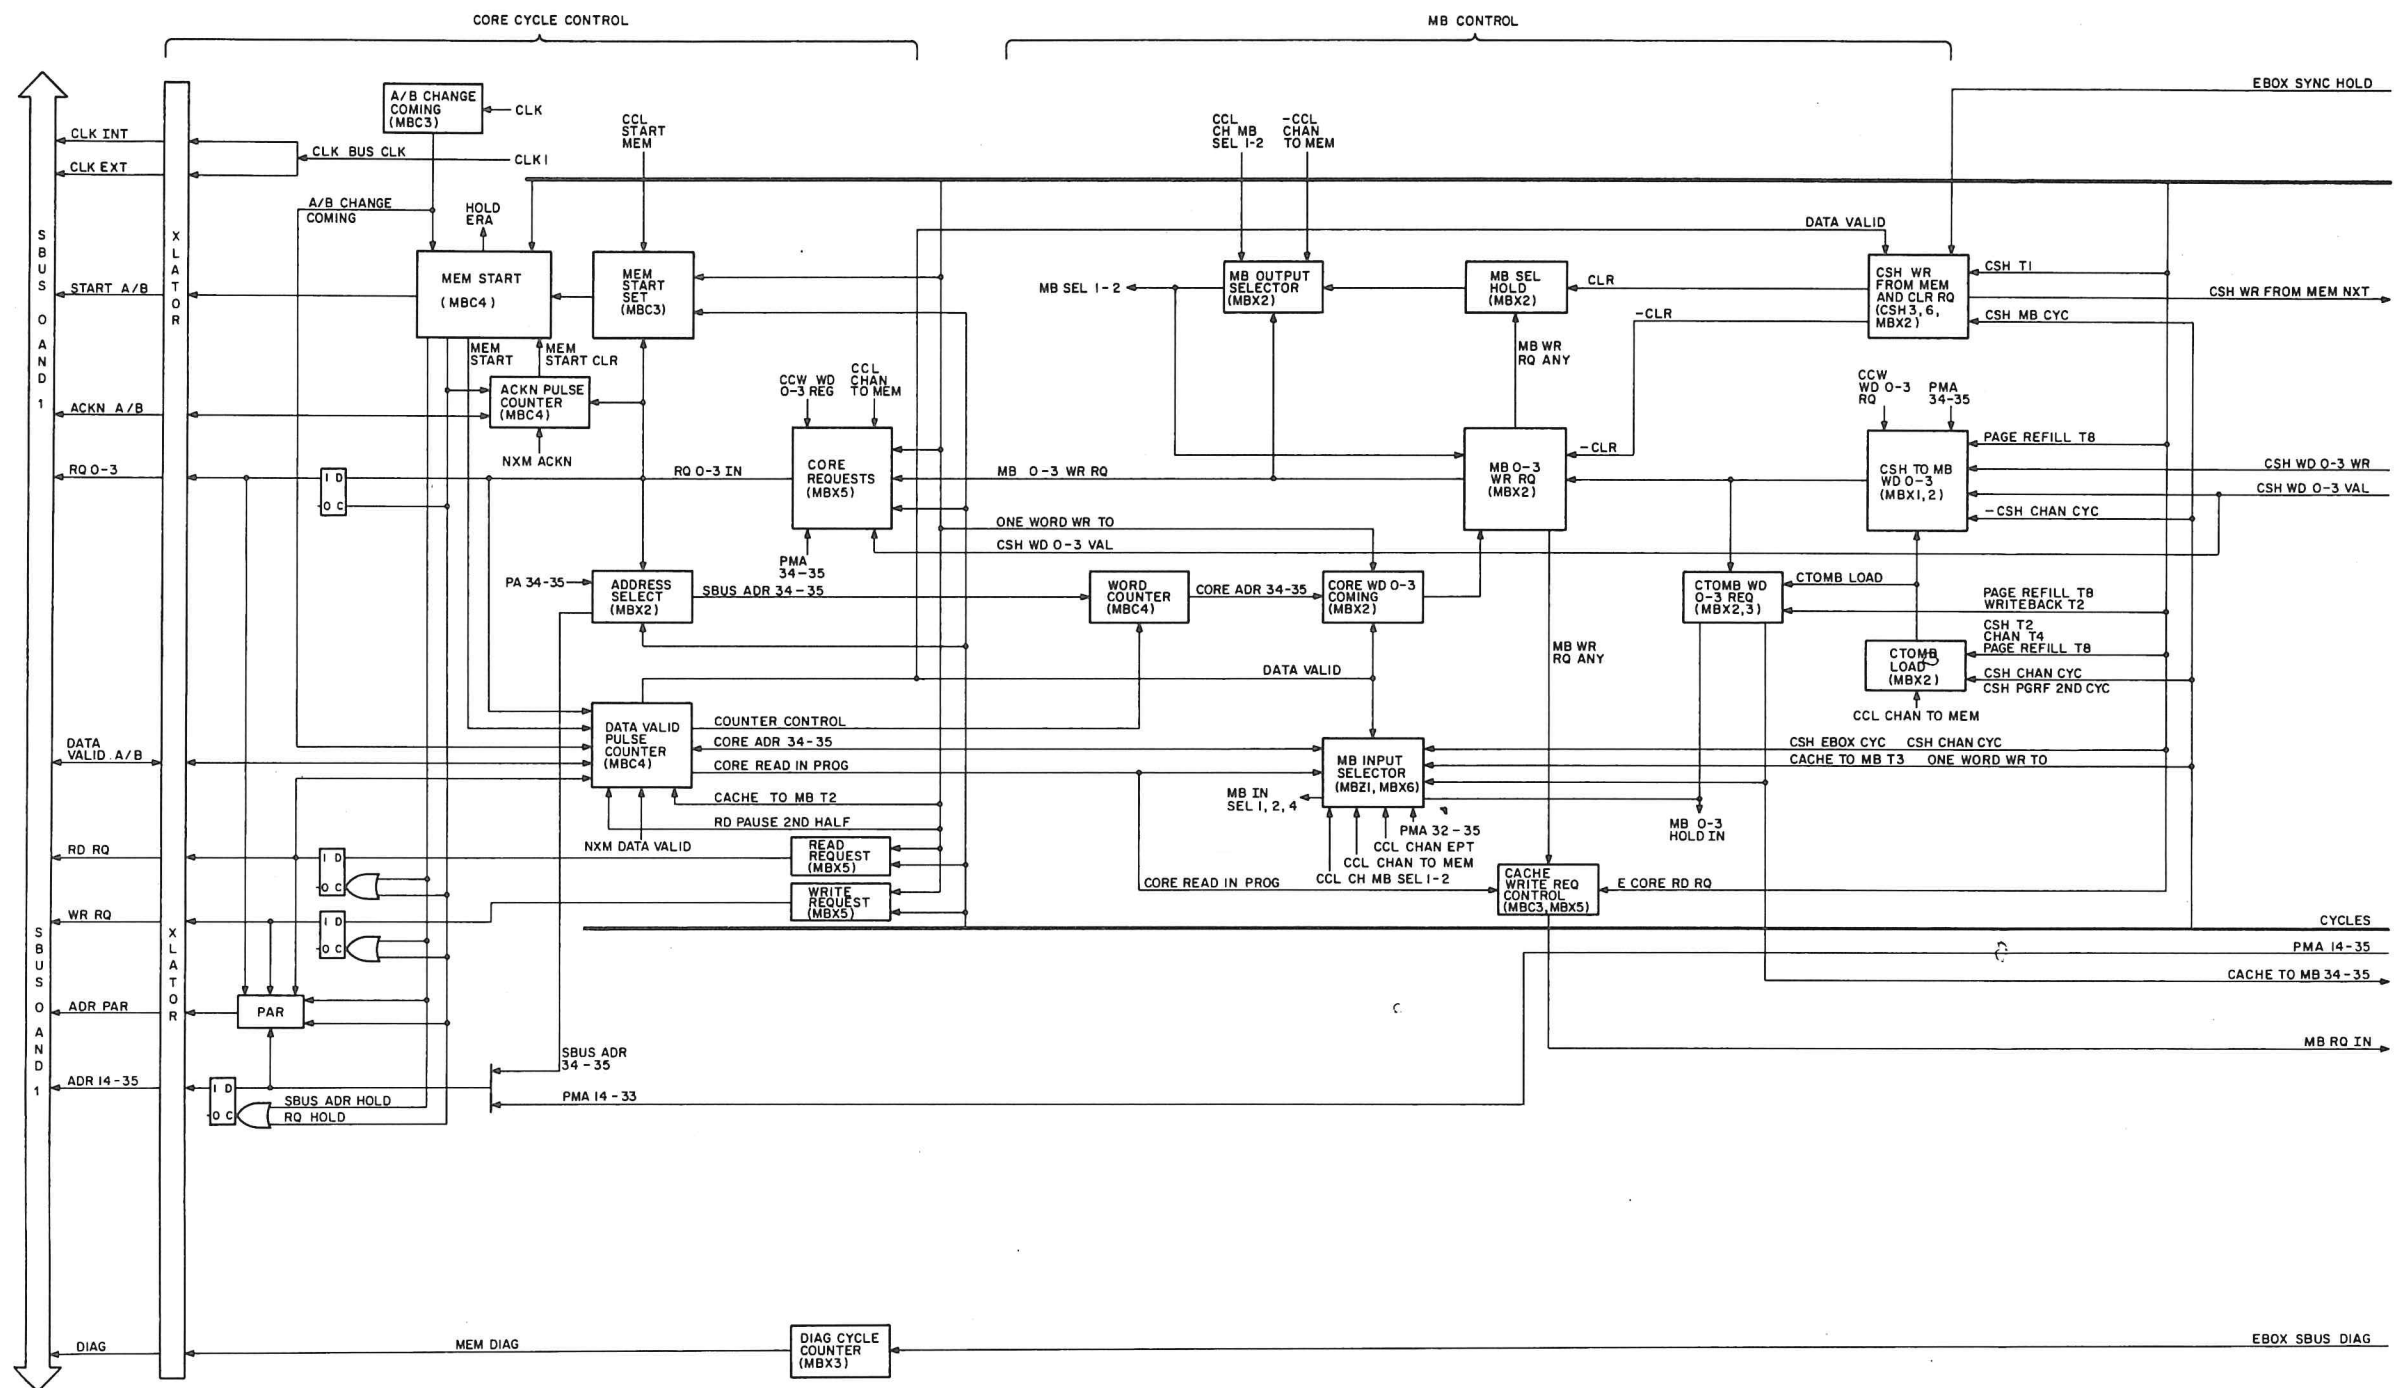 CORE CYCLE CONTROL
MB CONTROL
EBOX SYNC HOLD
A/B CHANGE
COMING
(MBC3)
CLK
CLK INT
CLK BUS CLK
CLK1
CLK EXT
CCL
START
MEM
CCL
CH MB
SEL 1-2
-CCL
CHAN
TO MEM
A/B CHANGE
COMING
HOLD
ERA
DATA VALID
SBUS 0 AND 1
XLATOR
START A/B
MEM START
(MBC4)
MEM
START
SET
(MBC3)
MB SEL 1-2
MB OUTPUT
SELECTOR
(MBX2)
MB SEL
HOLD
(MBX2)
CLR
CSH WR
FROM MEM
AND CLR RQ
(CSH3,6,
MBX2)
CSH T1
CSH WR FROM MEM NXT
-CLR
CSH MB CYC
MEM
START
MEM
START CLR
MB WR
RQ ANY
ACKN A/B
ACKN PULSE
COUNTER
(MBC4)
NXM ACKN
CCW WD
0-3 REG
CCL
CHAN
TO MEM
CCW
WD 0-3
RQ
PMA
34-35
RQ 0-3
1 D
0 C
RQ 0-3 IN
CORE
REQUESTS
(MBX5)
MB 0-3 WR RQ
MB 0-3
WR RQ
(MBX2)
-CLR
CSH TO MB
WD 0-3
(MBX1,2)
PAGE REFILL T8
CSH WD 0-3 WR
CSH WD 0-3 VAL
-CSH CHAN CYC
ONE WORD WR TO
CSH WD 0-3 VAL
PMA
34-35
PA 34-35
ADDRESS
SELECT
(MBX2)
SBUS ADR 34-35
WORD
COUNTER
(MBC4)
CORE ADR 34-35
CORE WD 0-3
COMING
(MBX2)
CTOMB WD
0-3 REQ
(MBX2,3)
CTOMB LOAD
PAGE REFILL T8
WRITEBACK T2
CSH T2
CHAN T4
PAGE REFILL T8
CTOMB
LOAD
(MBX2)
CSH CHAN CYC
CSH PGRF 2ND CYC
CCL CHAN TO MEM
MB WR
RQ ANY
DATA VALID
DATA
VALID A/B
DATA VALID
PULSE
COUNTER
(MBC4)
COUNTER CONTROL
CORE ADR 34-35
CORE READ IN PROG
CACHE TO MB T2
RD PAUSE 2ND HALF
NXM DATA VALID
MB INPUT
SELECTOR
(MBZ1, MBX6)
CSH EBOX CYC CSH CHAN CYC
CACHE TO MB T3 ONE WORD WR TO
MB IN
SEL 1, 2, 4
PMA 32-35
CCL CHAN EPT
CCL CHAN TO MEM
CCL CH MB SEL 1-2
MB 0-3
HOLD IN
RD RQ
1 D
0 C
READ
REQUEST
(MBX5)
WRITE
REQUEST
(MBX5)
CORE READ IN PROG
CACHE
WRITE REQ
CONTROL
(MBC3, MBX5)
E CORE RD RQ
WR RQ
1 D
0 C
CYCLES
PMA 14-35
CACHE TO MB 34-35
SBUS 0 AND 1
XLATOR
ADR PAR
PAR
MB RQ IN
SBUS ADR
34-35
ADR 14-35
1 D
0 C
SBUS ADR HOLD
RQ HOLD
PMA 14-33
DIAG
MEM DIAG
DIAG CYCLE
COUNTER
(MBX3)
EBOX SBUS DIAG